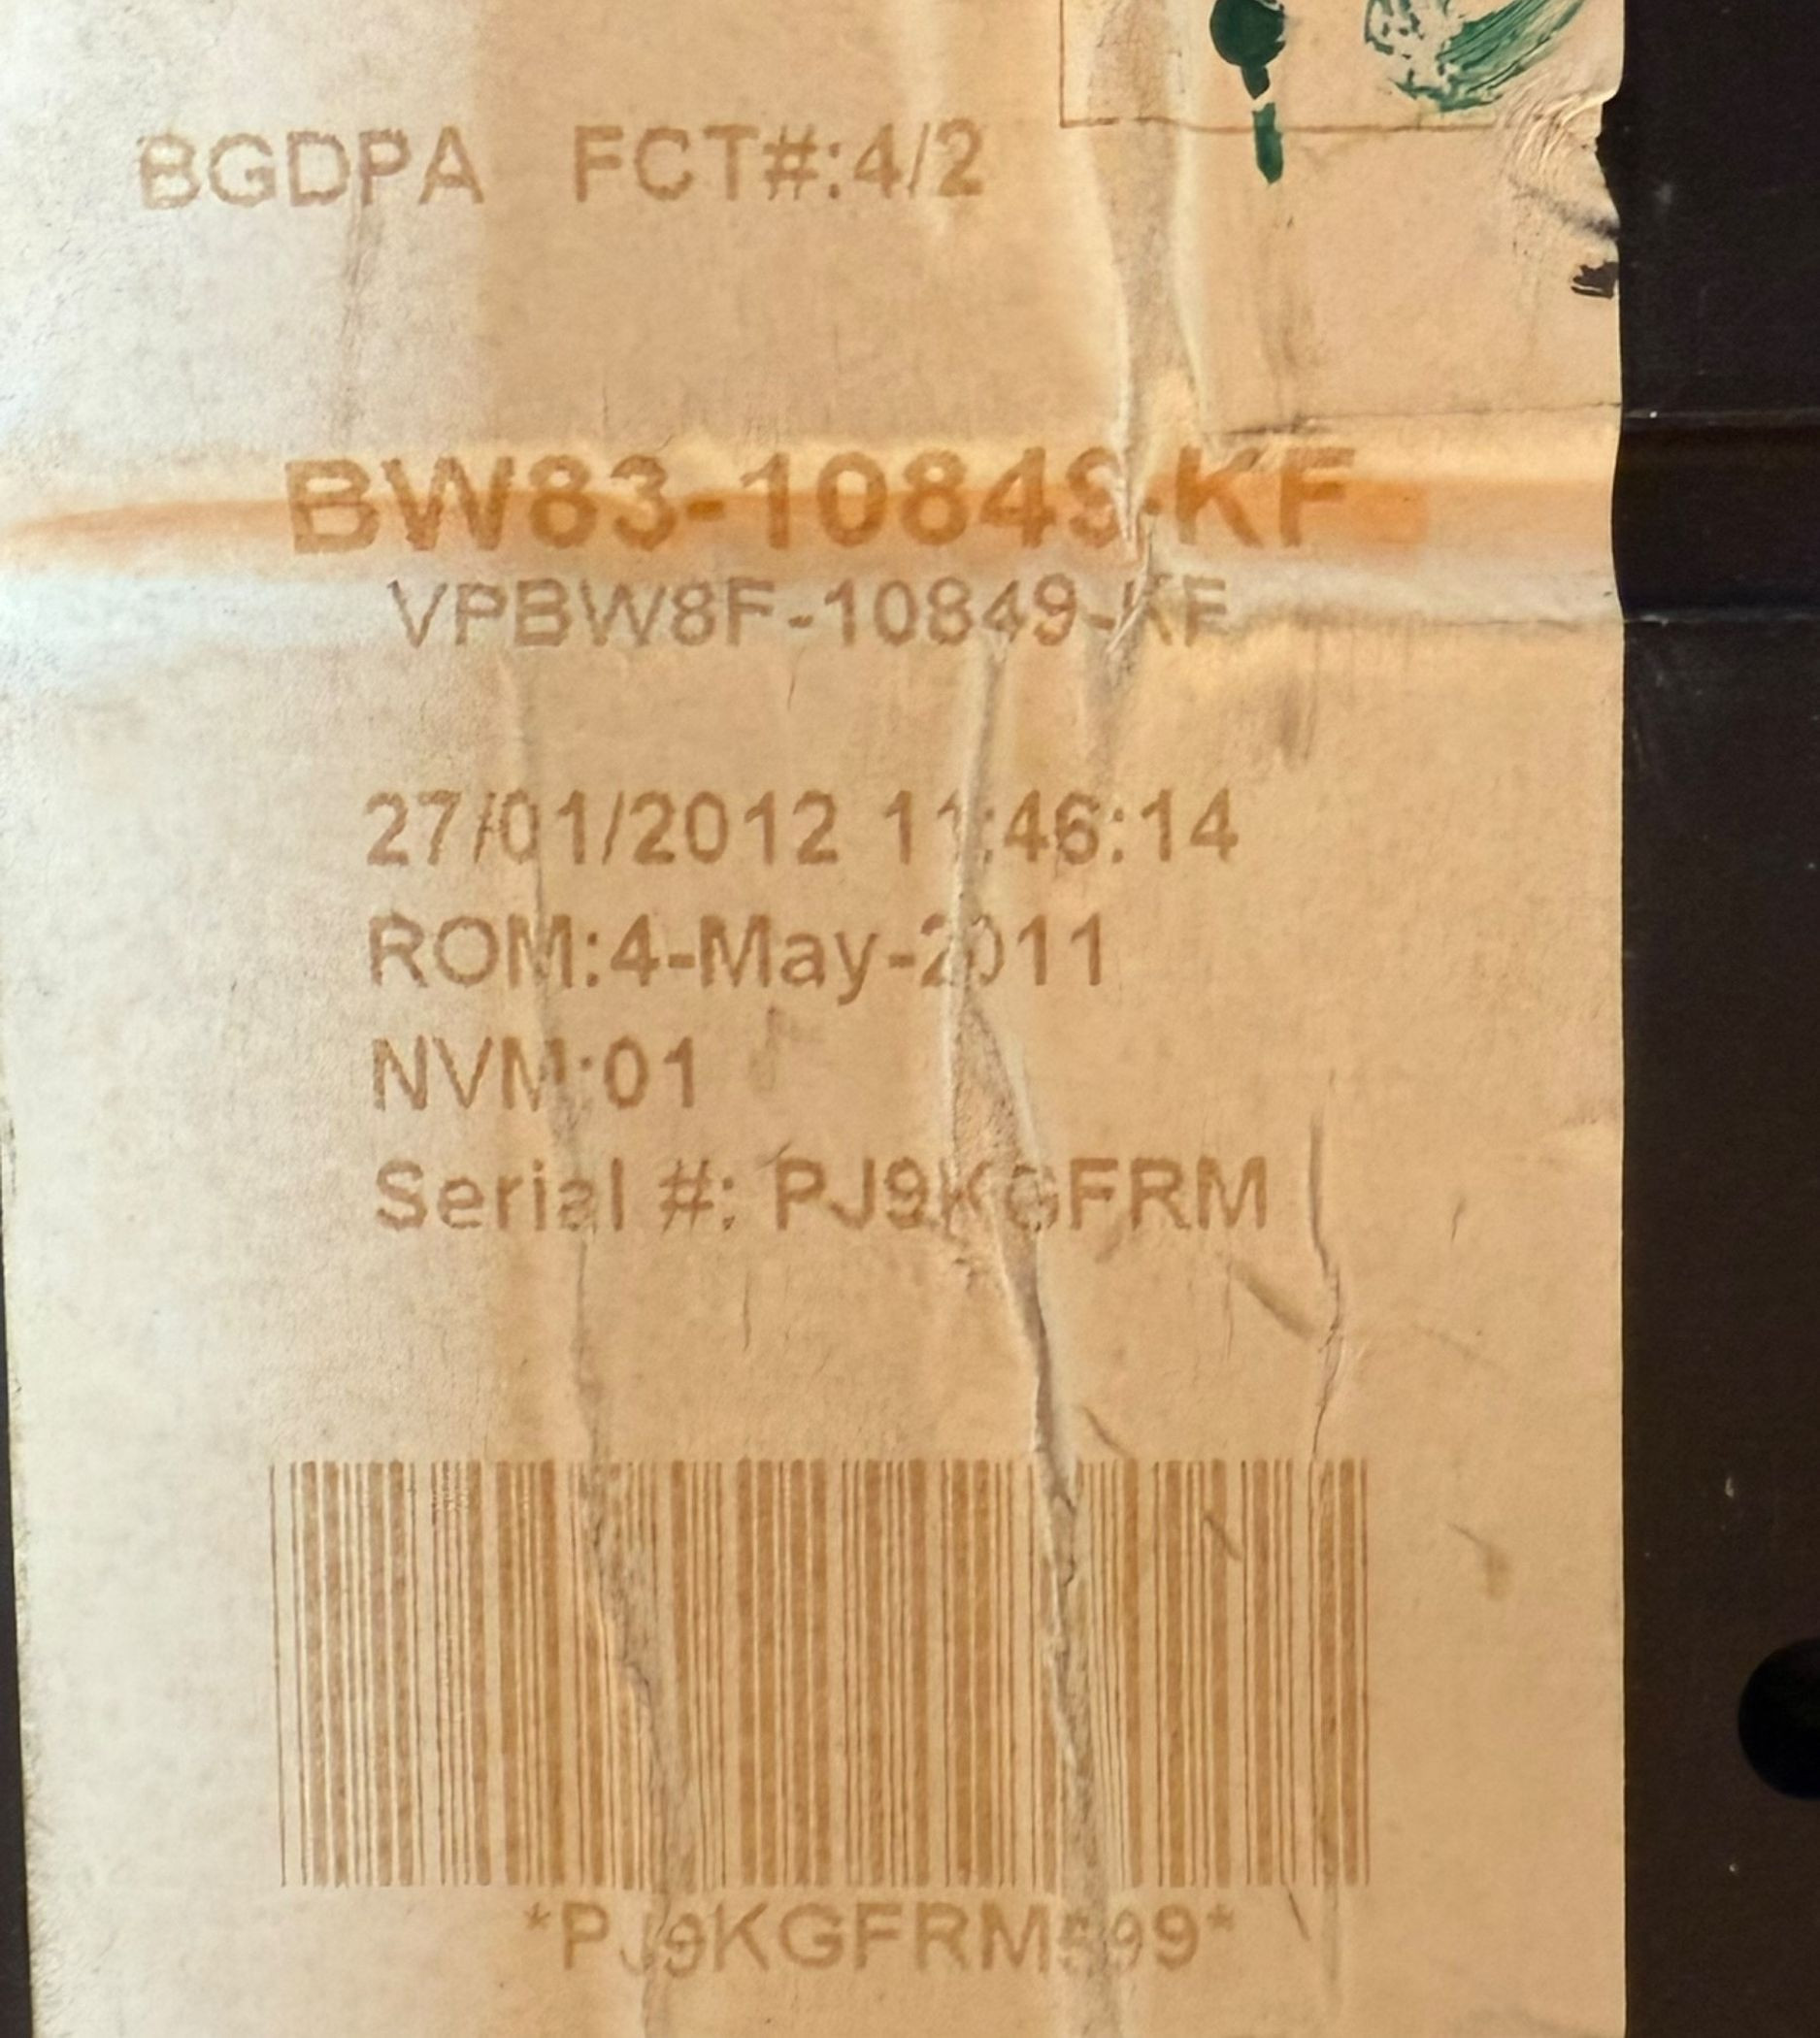 BGDPA FCT#:4/2
BW83-10849-KF
VPBW8F-10849-KF
27/01/2012 11:46:14
ROM:4-May-2011
NVM:01
Serial #: PJ9KGFRM
*PJ9KGFRM599*